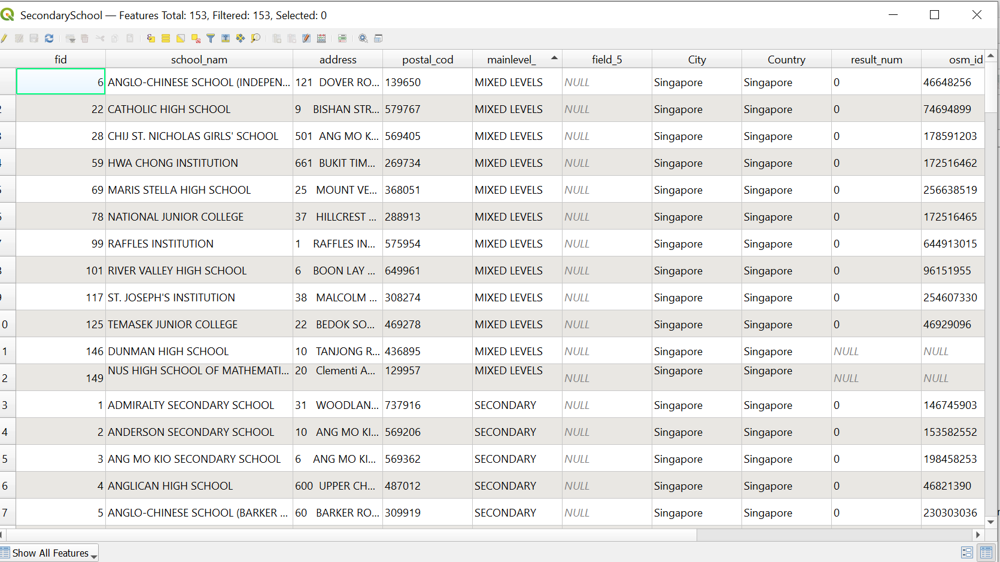 SecondarySchool — Features Total: 153, Filtered: 153, Selected: 0
fid school_nam address postal_cod mainlevel_ field_5 City Country result_num osm_id
6 ANGLO-CHINESE SCHOOL (INDEPEN... 121 DOVER RO... 139650 MIXED LEVELS NULL Singapore Singapore 0 46648256
2 22 CATHOLIC HIGH SCHOOL 9 BISHAN STR... 579767 MIXED LEVELS NULL Singapore Singapore 0 74694899
3 28 CHIJ ST. NICHOLAS GIRLS' SCHOOL 501 ANG MO K... 569405 MIXED LEVELS NULL Singapore Singapore 0 178591203
4 59 HWA CHONG INSTITUTION 661 BUKIT TIM... 269734 MIXED LEVELS NULL Singapore Singapore 0 172516462
5 69 MARIS STELLA HIGH SCHOOL 25 MOUNT VE... 368051 MIXED LEVELS NULL Singapore Singapore 0 256638519
6 78 NATIONAL JUNIOR COLLEGE 37 HILLCREST ... 288913 MIXED LEVELS NULL Singapore Singapore 0 172516465
7 99 RAFFLES INSTITUTION 1 RAFFLES IN... 575954 MIXED LEVELS NULL Singapore Singapore 0 644913015
8 101 RIVER VALLEY HIGH SCHOOL 6 BOON LAY ... 649961 MIXED LEVELS NULL Singapore Singapore 0 96151955
9 117 ST. JOSEPH'S INSTITUTION 38 MALCOLM ... 308274 MIXED LEVELS NULL Singapore Singapore 0 254607330
0 125 TEMASEK JUNIOR COLLEGE 22 BEDOK SO... 469278 MIXED LEVELS NULL Singapore Singapore 0 46929096
1 146 DUNMAN HIGH SCHOOL 10 TANJONG R... 436895 MIXED LEVELS NULL Singapore Singapore NULL NULL
2 149 NUS HIGH SCHOOL OF MATHEMATI... 20 Clementi A... 129957 MIXED LEVELS NULL Singapore Singapore NULL NULL
3 1 ADMIRALTY SECONDARY SCHOOL 31 WOODLAN... 737916 SECONDARY NULL Singapore Singapore 0 146745903
4 2 ANDERSON SECONDARY SCHOOL 10 ANG MO KI... 569206 SECONDARY NULL Singapore Singapore 0 153582552
5 3 ANG MO KIO SECONDARY SCHOOL 6 ANG MO KI... 569362 SECONDARY NULL Singapore Singapore 0 198458253
6 4 ANGLICAN HIGH SCHOOL 600 UPPER CH... 487012 SECONDARY NULL Singapore Singapore 0 46821390
7 5 ANGLO-CHINESE SCHOOL (BARKER ... 60 BARKER RO... 309919 SECONDARY NULL Singapore Singapore 0 230303036
Show All Features